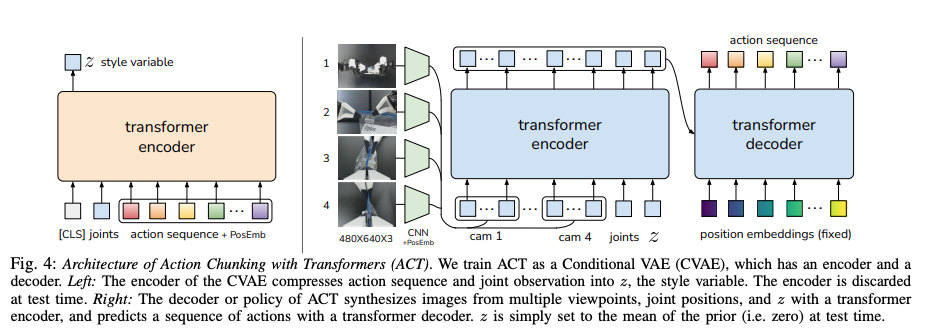 z style variable
transformer
encoder
[CLS] joints action sequence + PosEmb
1
2
3
4
480X640X3
CNN
+PosEmb
transformer
encoder
cam 1
cam 4
joints
z
action sequence
transformer
decoder
position embeddings (fixed)
Fig. 4: Architecture of Action Chunking with Transformers (ACT). We train ACT as a Conditional VAE (CVAE), which has an encoder and a
decoder. Left: The encoder of the CVAE compresses action sequence and joint observation into z, the style variable. The encoder is discarded
at test time. Right: The decoder or policy of ACT synthesizes images from multiple viewpoints, joint positions, and z with a transformer
encoder, and predicts a sequence of actions with a transformer decoder. z is simply set to the mean of the prior (i.e. zero) at test time.